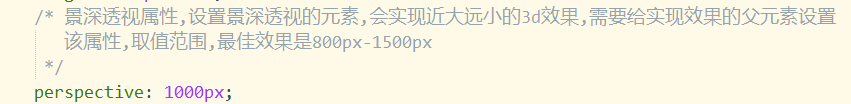 /* 景深透视属性,设置景深透视的元素,会实现近大远小的3d效果,需要给实现效果的父元素设置
该属性,取值范围,最佳效果是800px-1500px
*/
perspective: 1000px;